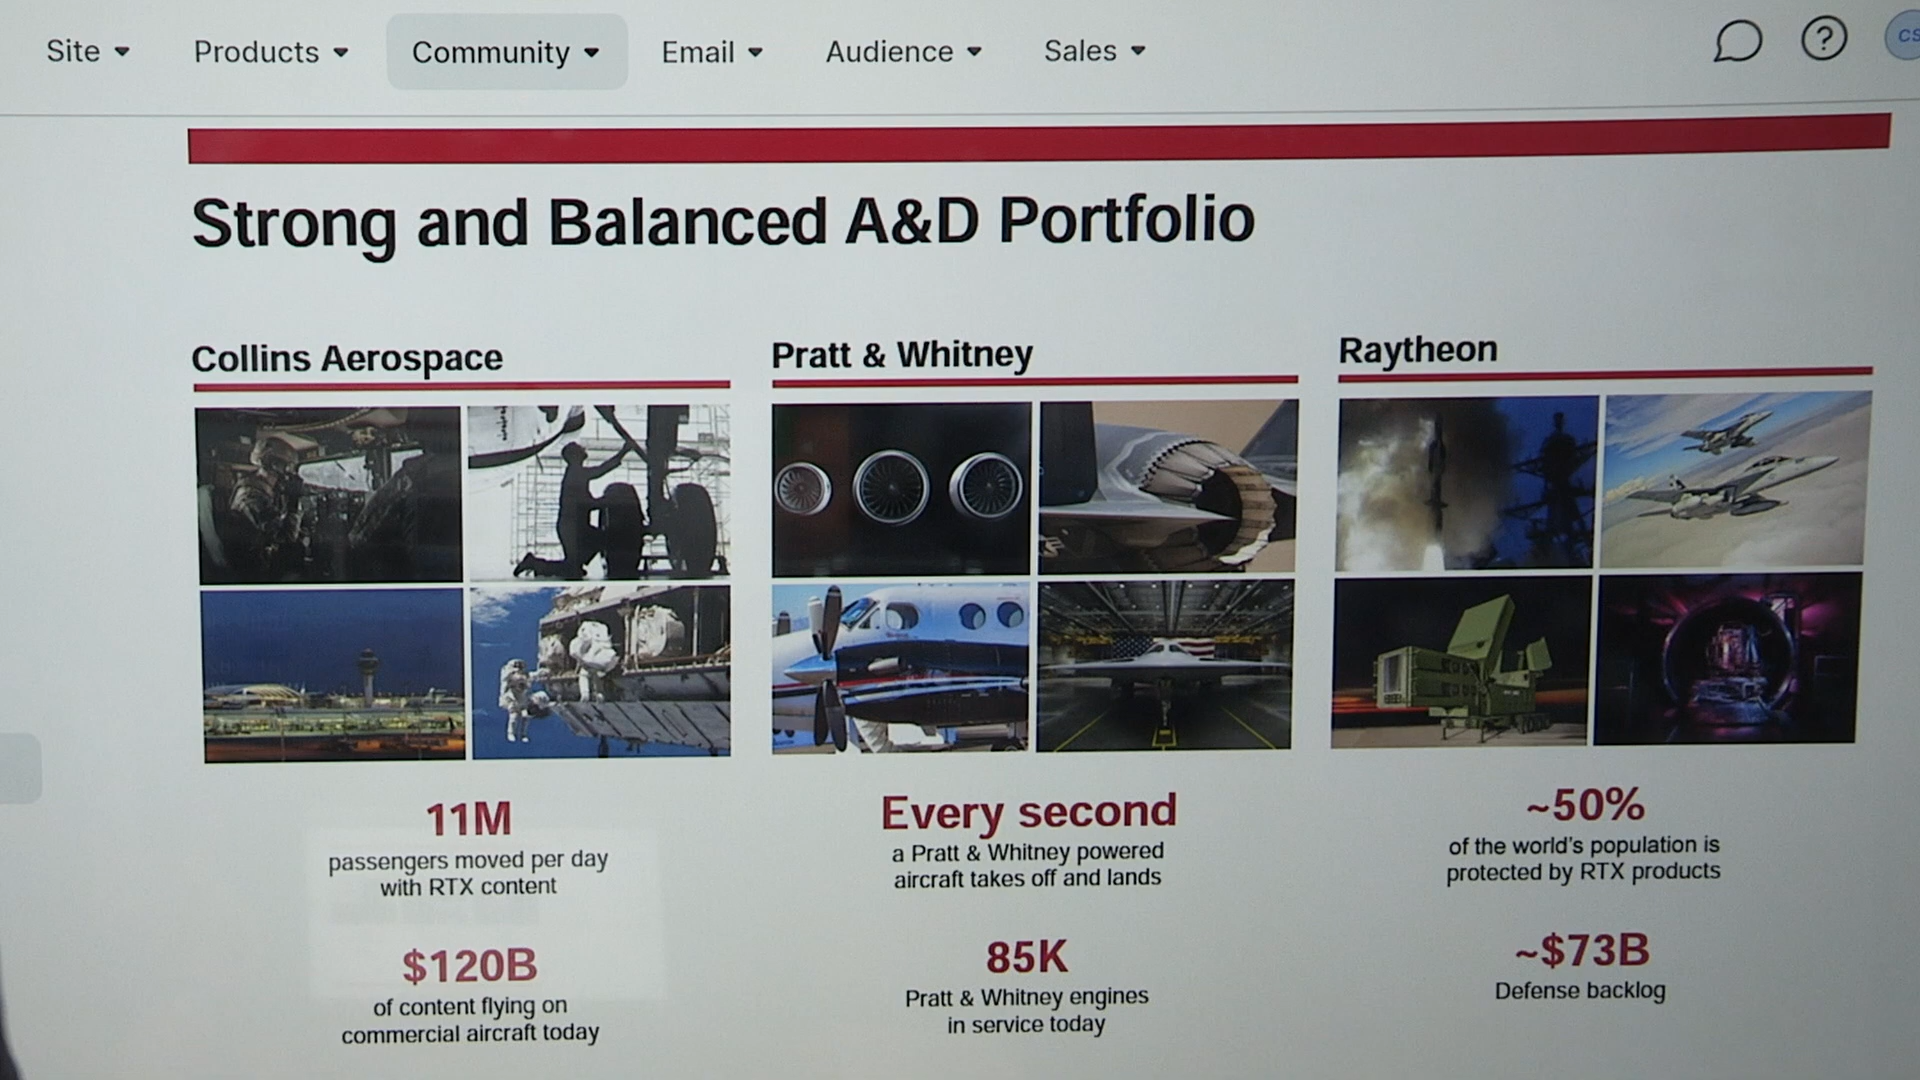 Site
Products
Community
Email
Audience
Sales
?
CS
Strong and Balanced A&D Portfolio
Collins Aerospace
Pratt & Whitney
Raytheon
11M
passengers moved per day
with RTX content
$120B
of content flying on
commercial aircraft today
Every second
a Pratt & Whitney powered
aircraft takes off and lands
85K
Pratt & Whitney engines
in service today
~50%
of the world's population is
protected by RTX products
~$73B
Defense backlog